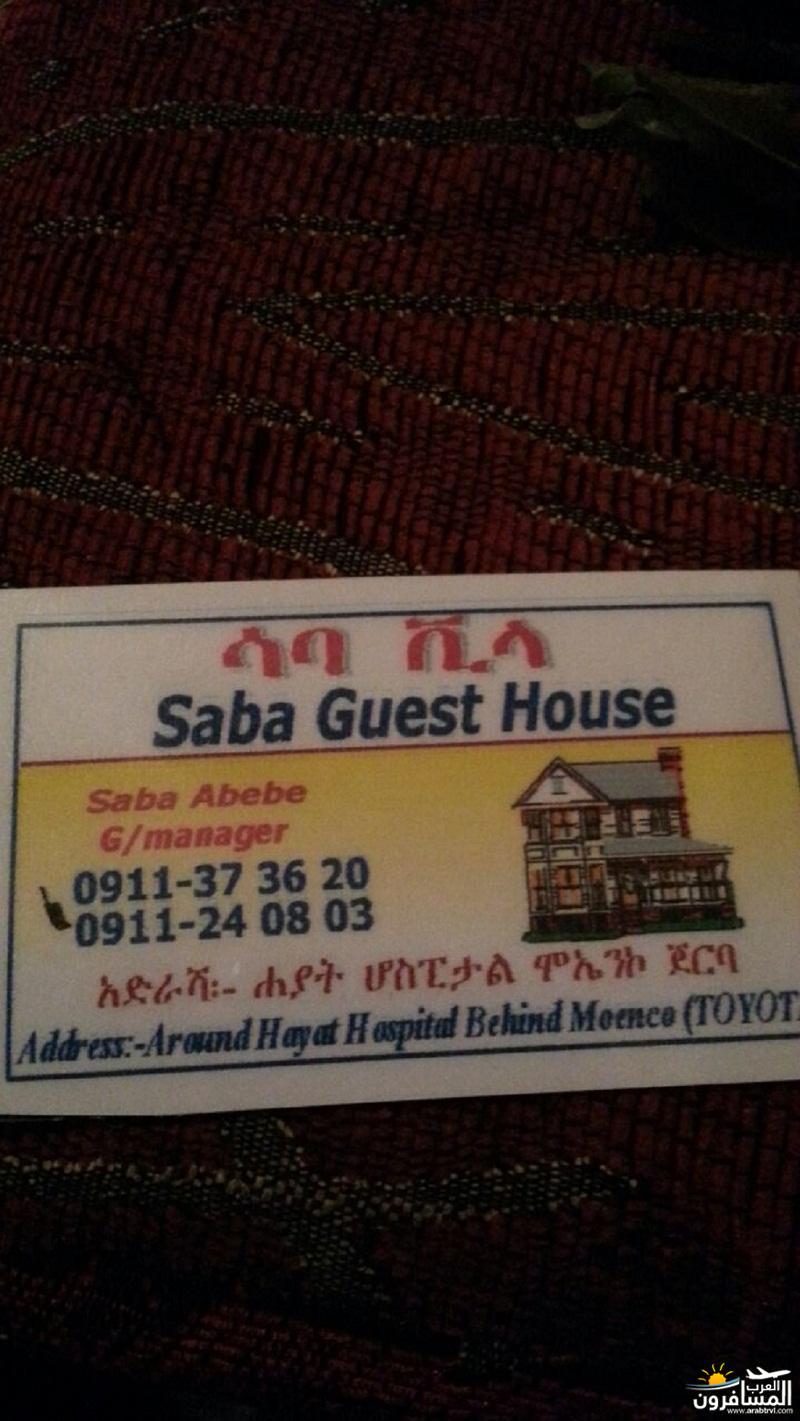 ሳባ ቪላ
Saba Guest House
Saba Abebe
G/manager
0911-37 36 20
0911-24 08 03
አድራሻ፡- ሐያት ሆስፒታል ሞኤንኮ ጀርባ
Address:-Around Hayat Hospital Behind Moenco (TOYOTA
العرب
المسافرون
www.arabtrvl.com